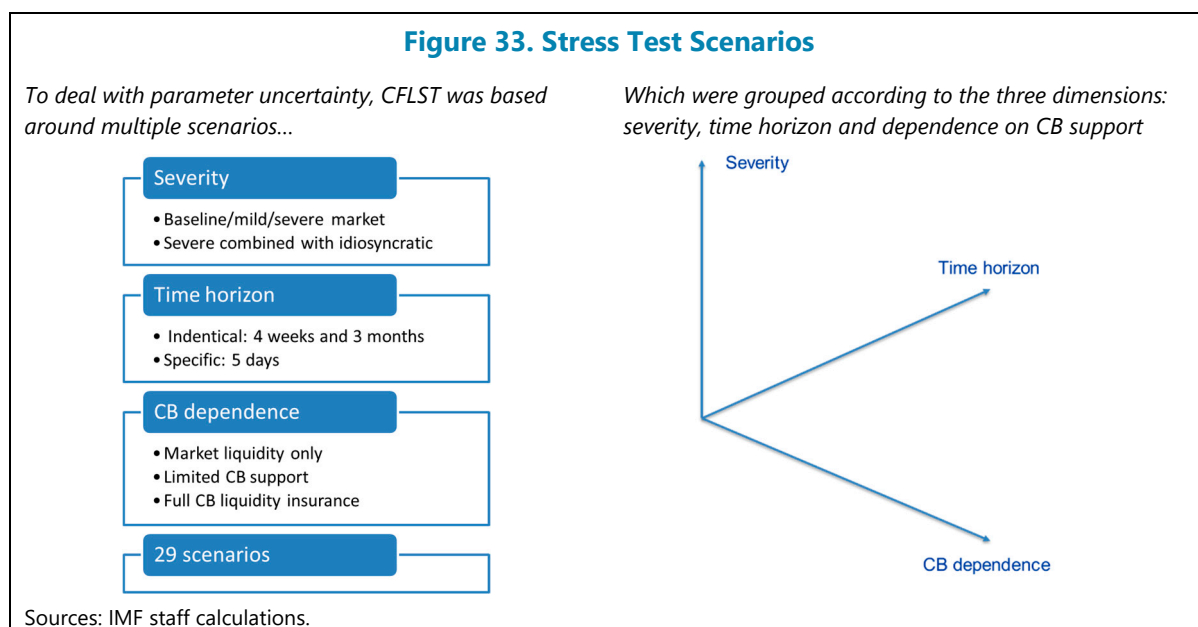 Figure 33. Stress Test Scenarios
To deal with parameter uncertainty, CFLST was based
around multiple scenarios...
Severity
• Baseline/mild/severe market
• Severe combined with idiosyncratic
Time horizon
• Indentical: 4 weeks and 3 months
• Specific: 5 days
CB dependence
• Market liquidity only
• Limited CB support
• Full CB liquidity insurance
29 scenarios
Which were grouped according to the three dimensions:
severity, time horizon and dependence on CB support
Severity
Time horizon
CB dependence
Sources: IMF staff calculations.